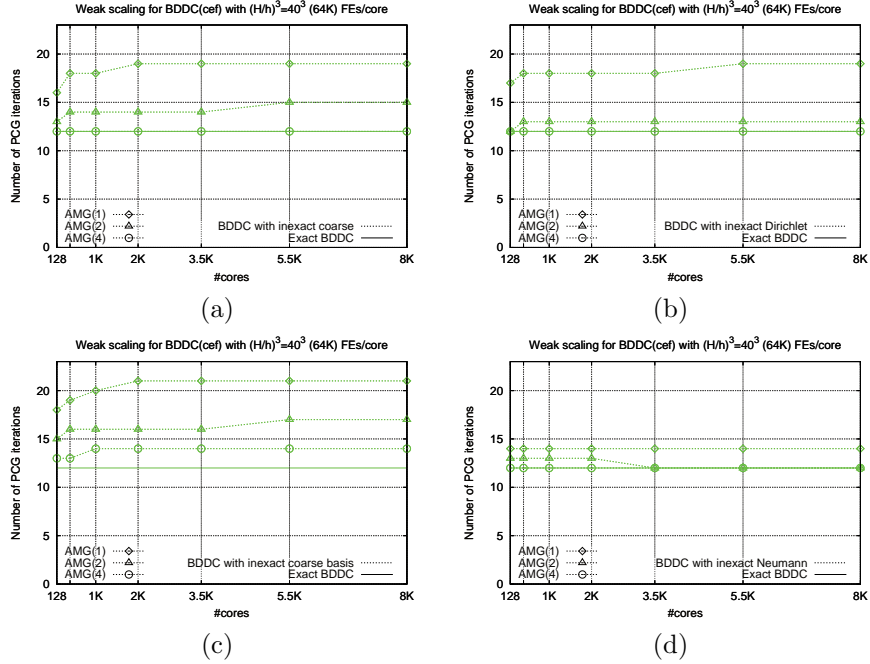 Weak scaling for BDDC(cef) with (H/h)³=40³ (64K) FEs/core
Number of PCG iterations
20
15
10
5
0
AMG(1)
AMG(2)
AMG(4)
BDDC with inexact coarse
Exact BDDC
128 1K 2K 3.5K 5.5K 8K
#cores
(a)
Weak scaling for BDDC(cef) with (H/h)³=40³ (64K) FEs/core
Number of PCG iterations
20
15
10
5
0
AMG(1)
AMG(2)
AMG(4)
BDDC with inexact Dirichlet
Exact BDDC
128 1K 2K 3.5K 5.5K 8K
#cores
(b)
Weak scaling for BDDC(cef) with (H/h)³=40³ (64K) FEs/core
Number of PCG iterations
20
15
10
5
0
AMG(1)
AMG(2)
AMG(4)
BDDC with inexact coarse basis
Exact BDDC
128 1K 2K 3.5K 5.5K 8K
#cores
(c)
Weak scaling for BDDC(cef) with (H/h)³=40³ (64K) FEs/core
Number of PCG iterations
20
15
10
5
0
AMG(1)
AMG(2)
AMG(4)
BDDC with inexact Neumann
Exact BDDC
128 1K 2K 3.5K 5.5K 8K
#cores
(d)